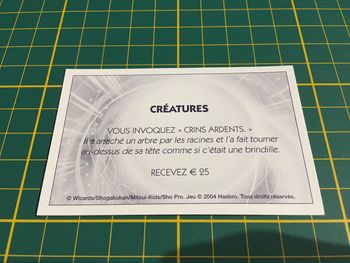 CRÉATURES
VOUS INVOQUEZ « CRINS ARDENTS. »
Il a arraché un arbre par les racines et l'a fait tourner
au-dessus de sa tête comme si c'était une brindille.
RECEVEZ € 25
© Wizards/Shogakukan/Mitsui-Kids/Sho Pro. Jeu © 2004 Hasbro. Tous droits réservés.